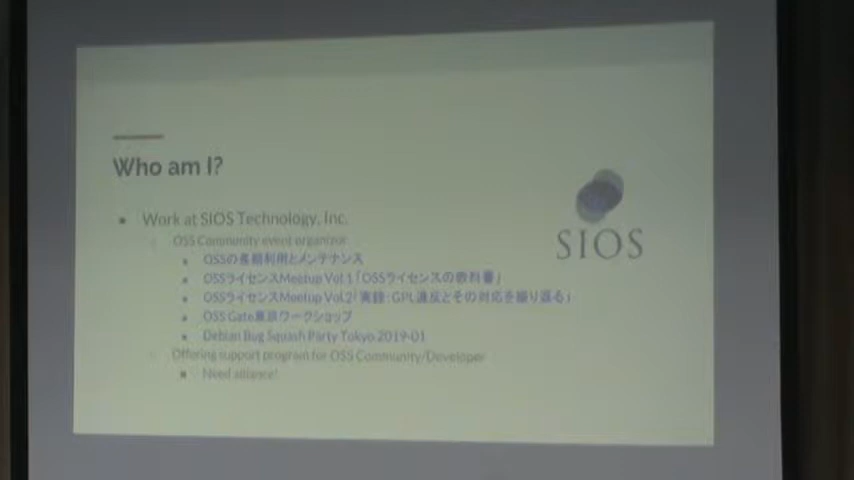 Who am I?
Work at SIOS Technology, Inc.
SIOS
OSS Community event organizor
OSSの長期利用とメンテナンス
OSSライセンスMeetup Vol.1「OSSライセンスの教科書」
OSSライセンスMeetup Vol.2「実録：GPL違反とその対応を振り返る」
OSS Gate東京ワークショップ
Debian Bug Squash Party Tokyo 2019-01
Offering support program for OSS Community/Developer
Need alliance!